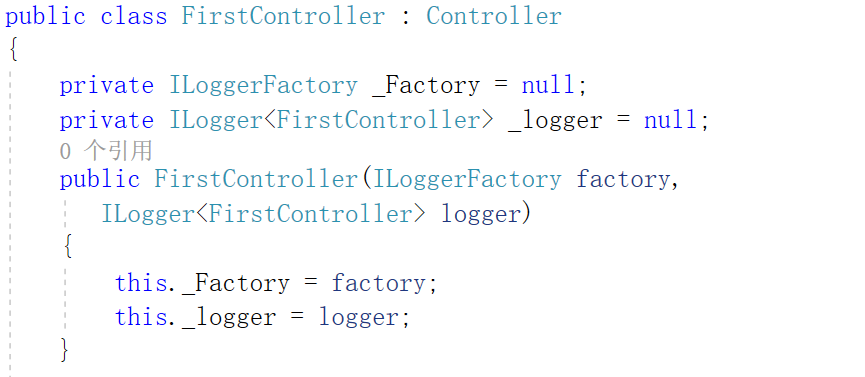 public class FirstController : Controller
{
private ILoggerFactory _Factory = null;
private ILogger<FirstController> _logger = null;
0 个引用
public FirstController(ILoggerFactory factory,
ILogger<FirstController> logger)
{
this._Factory = factory;
this._logger = logger;
}